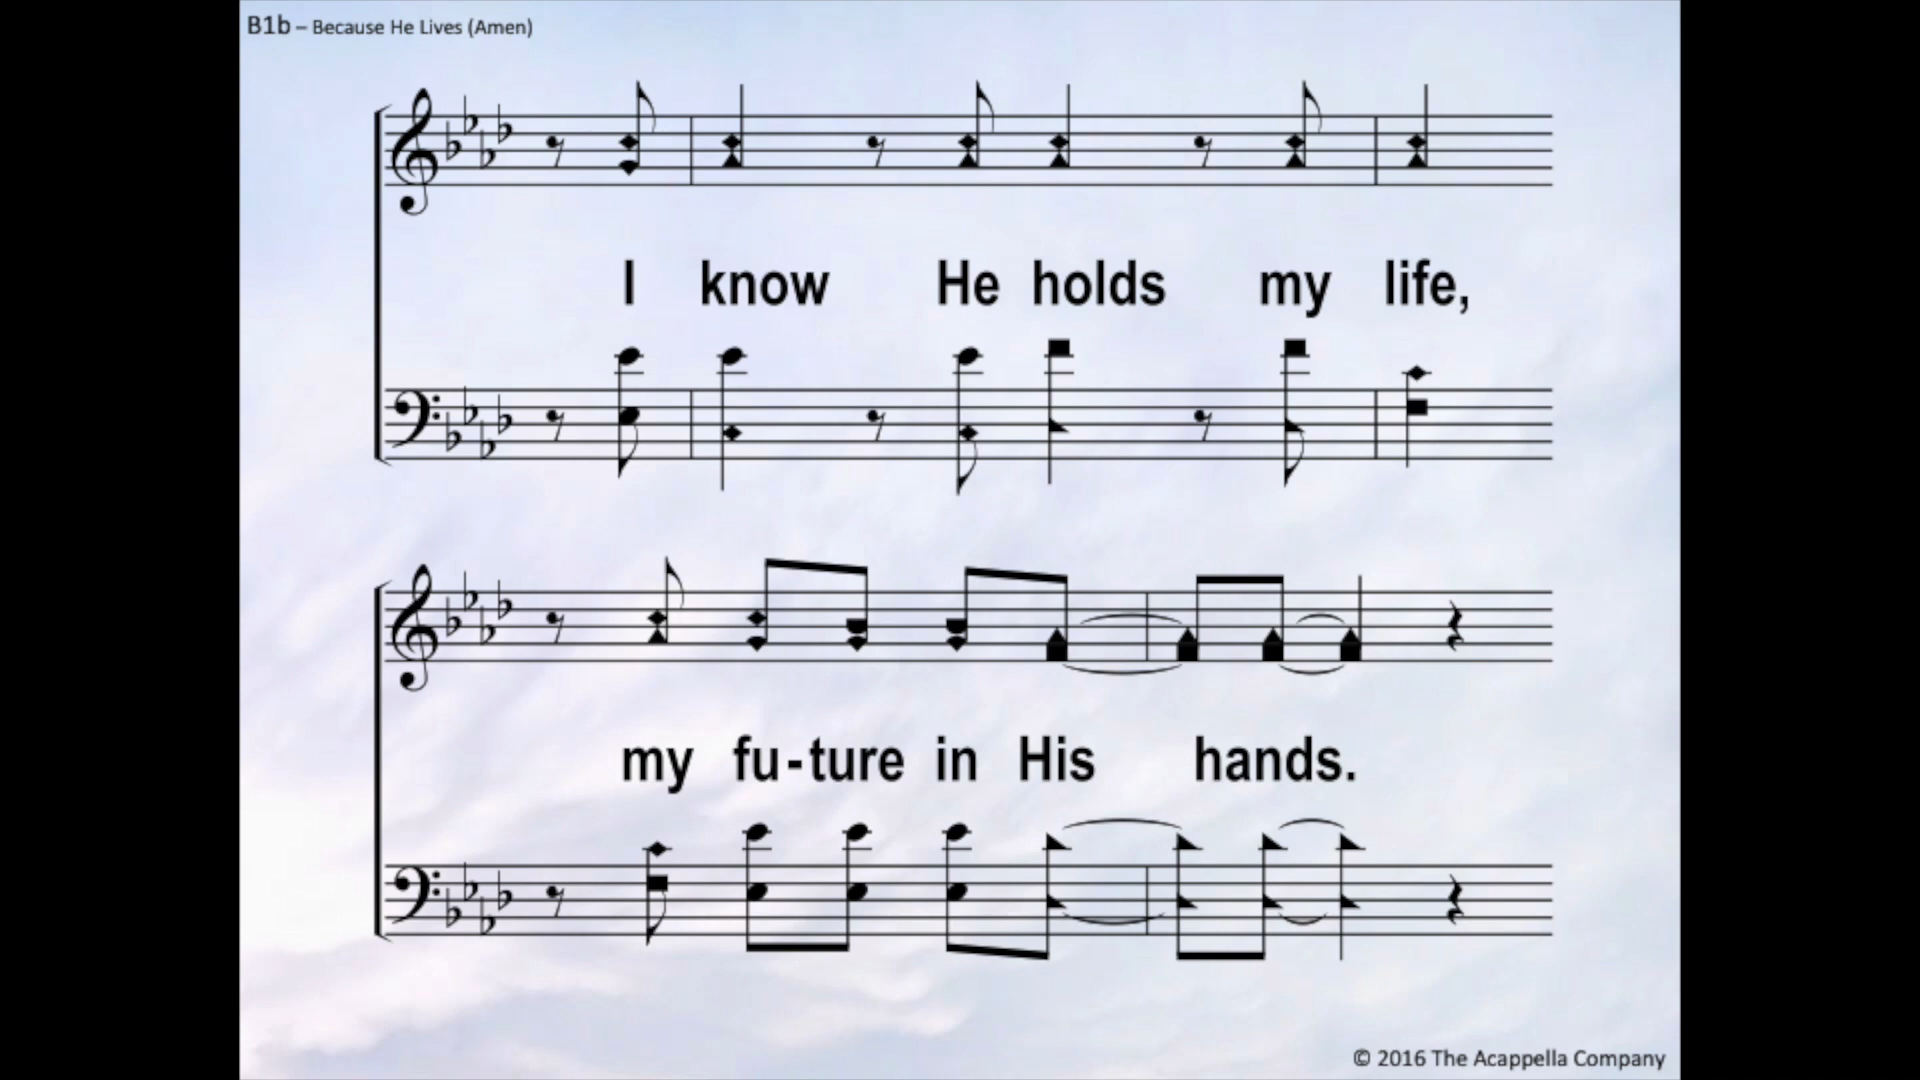 B1b – Because He Lives (Amen)
I know He holds my life,
my fu-ture in His hands.
© 2016 The Acappella Company